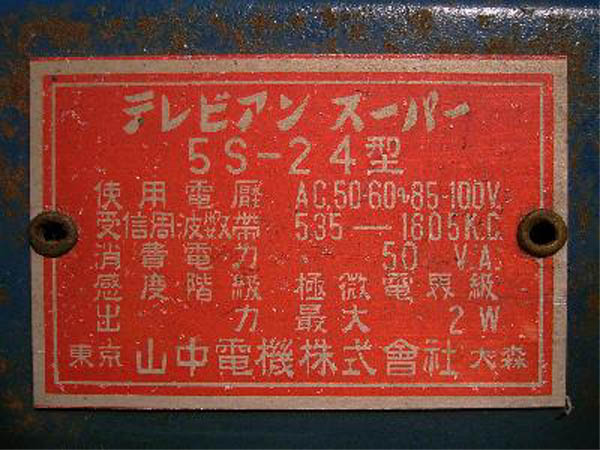 テレビアン スーパー
5S-24型
使用電壓 AC.50-60~85-100V.
受信周波数帶 535―1605K.C.
消費電力 50 V.A.
感度階級 極微電界級
出力 最大 2W
東京 山中電機株式會社 大森